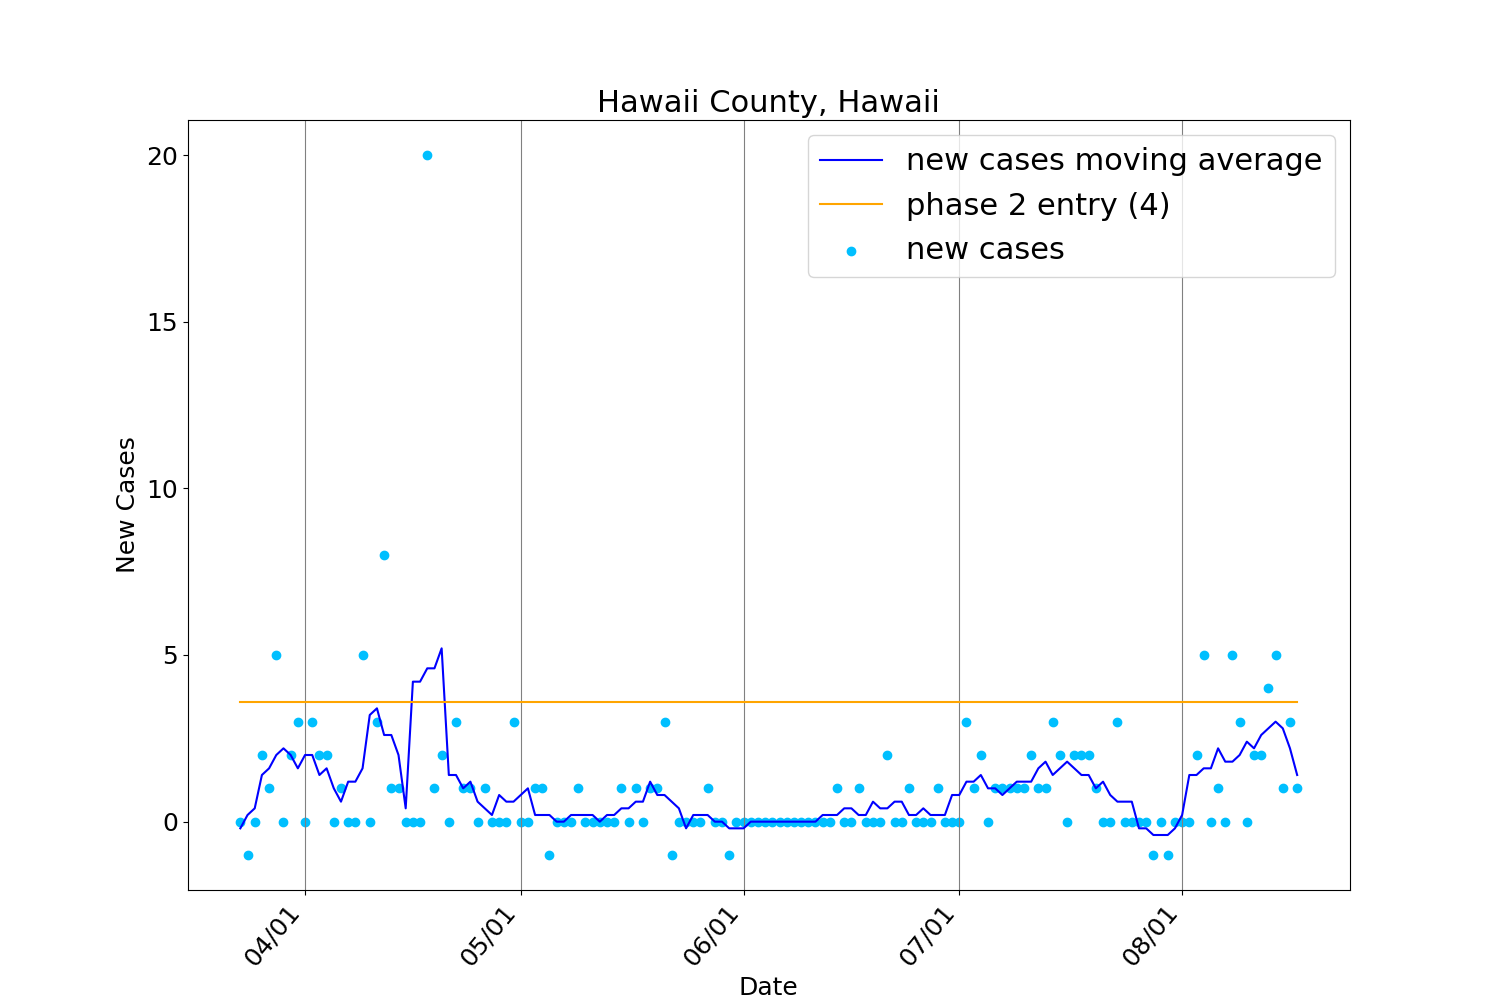 Hawaii County, Hawaii
new cases moving average
phase 2 entry (4)
new cases
20
15
10
5
0
New Cases
04/01
05/01
06/01
07/01
08/01
Date